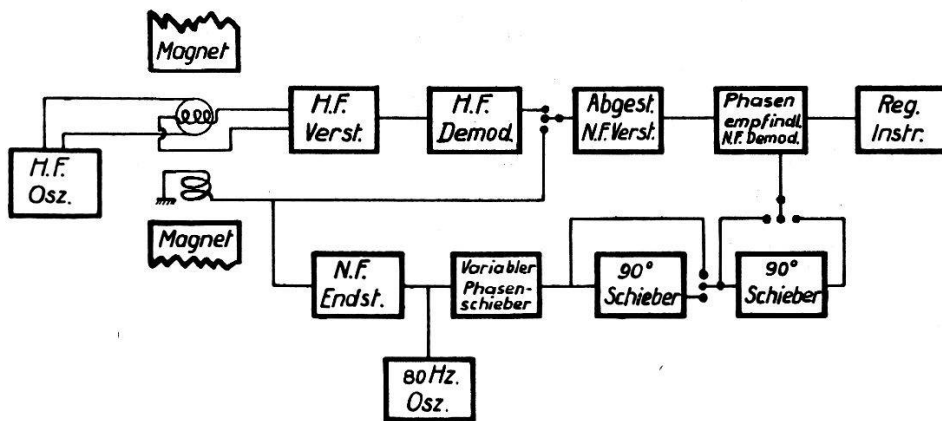 Magnet
H.F.
Verst.
H.F.
Demod.
Abgest.
N.F.Verst.
Phasen
empfindl.
N.F. Demod.
Reg.
Instr.
H.F.
Osz.
Magnet
N.F.
Endst.
Variabler
Phasen-
schieber
90°
Schieber
90°
Schieber
80 Hz.
Osz.